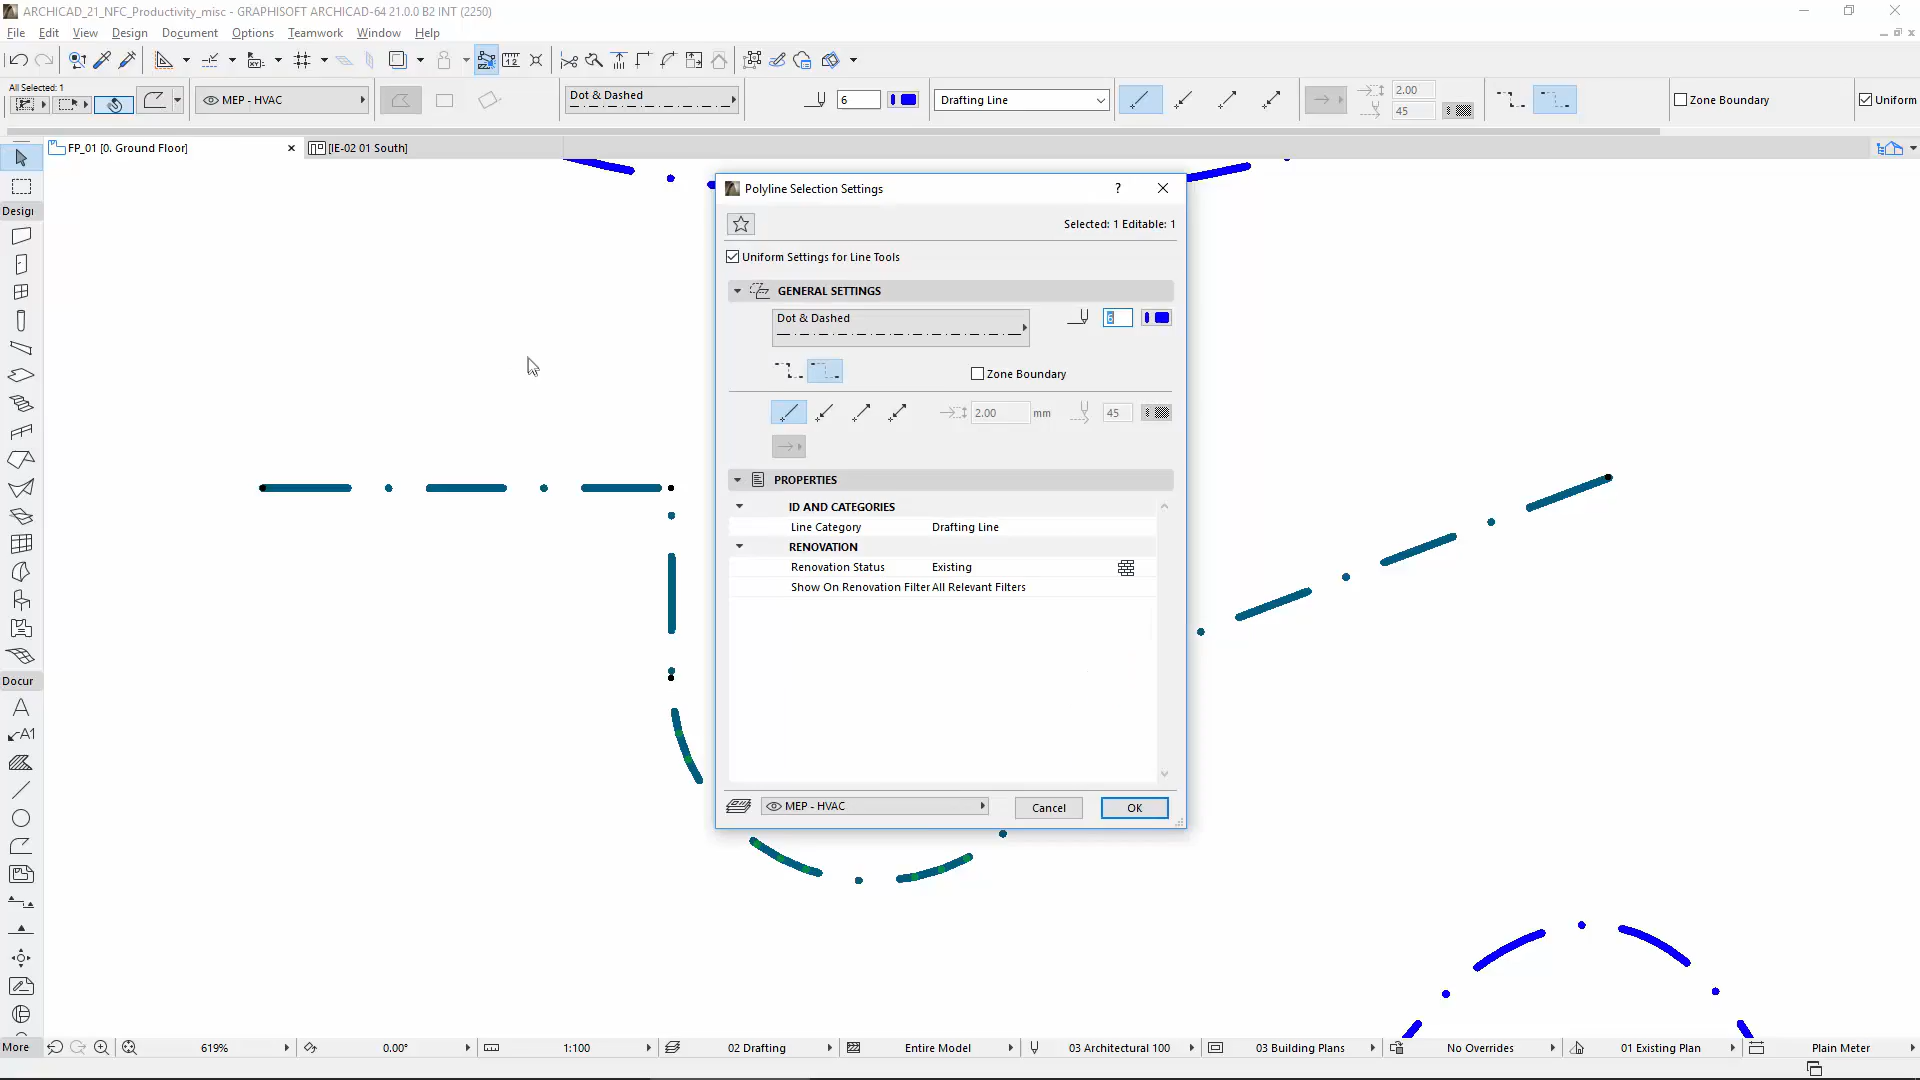 ARCHICAD_21_NFC_Productivity_misc - GRAPHISOFT ARCHICAD-64 21.0.0 B2 INT (2250)
File Edit View Design Document Options Teamwork Window Help
All Selected: 1
MEP - HVAC
Dot & Dashed
6
Drafting Line
2.00
45
Zone Boundary
Uniform
FP_01 [0. Ground Floor]
[IE-02 01 South]
Polyline Selection Settings
?
Selected: 1 Editable: 1
Uniform Settings for Line Tools
GENERAL SETTINGS
Dot & Dashed
6
Zone Boundary
2.00 mm
45
PROPERTIES
ID AND CATEGORIES
Line Category Drafting Line
RENOVATION
Renovation Status Existing
Show On Renovation Filter All Relevant Filters
MEP - HVAC
Cancel
OK
Desig
Docur
A
A1
More
619%
0.00°
1:100
02 Drafting
Entire Model
03 Architectural 100
03 Building Plans
No Overrides
01 Existing Plan
Plain Meter